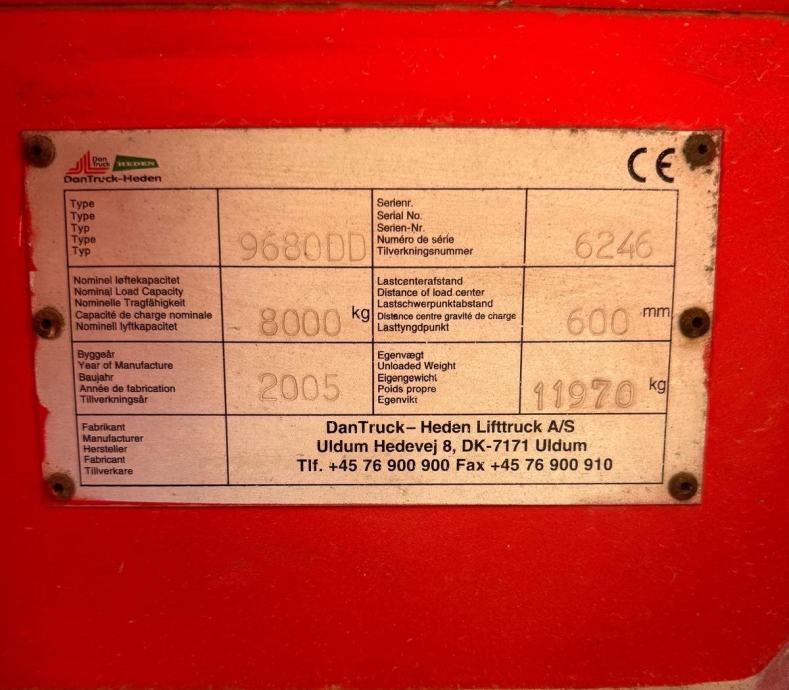 Dan Truck HEDEN
DanTruck-Heden
CE
Type
Type
Typ
Type
Typ
9680DD
Serienr.
Serial No.
Serien-Nr.
Numéro de série
Tilverkningsnummer
6246
Nominel løftekapacitet
Nominal Load Capacity
Nominelle Tragfähigkeit
Capacité de charge nominale
Nominell lyftkapacitet
8000 kg
Lastcenterafstand
Distance of load center
Lastschwerpunktabstand
Distance centre gravité de charge
Lasttyngdpunkt
600 mm
Byggeår
Year of Manufacture
Baujahr
Année de fabrication
Tillverkningsår
2005
Egenvægt
Unloaded Weight
Eigengewicht
Poids propre
Egenvikt
11970 kg
Fabrikant
Manufacturer
Hersteller
Fabricant
Tillverkare
DanTruck– Heden Lifttruck A/S
Uldum Hedevej 8, DK-7171 Uldum
Tlf. +45 76 900 900 Fax +45 76 900 910